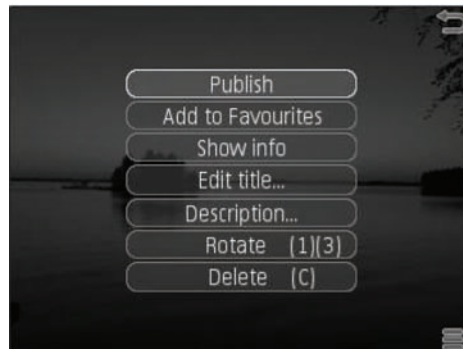 Publish
Add to Favourites
Show info
Edit title...
Description...
Rotate (1)(3)
Delete (C)